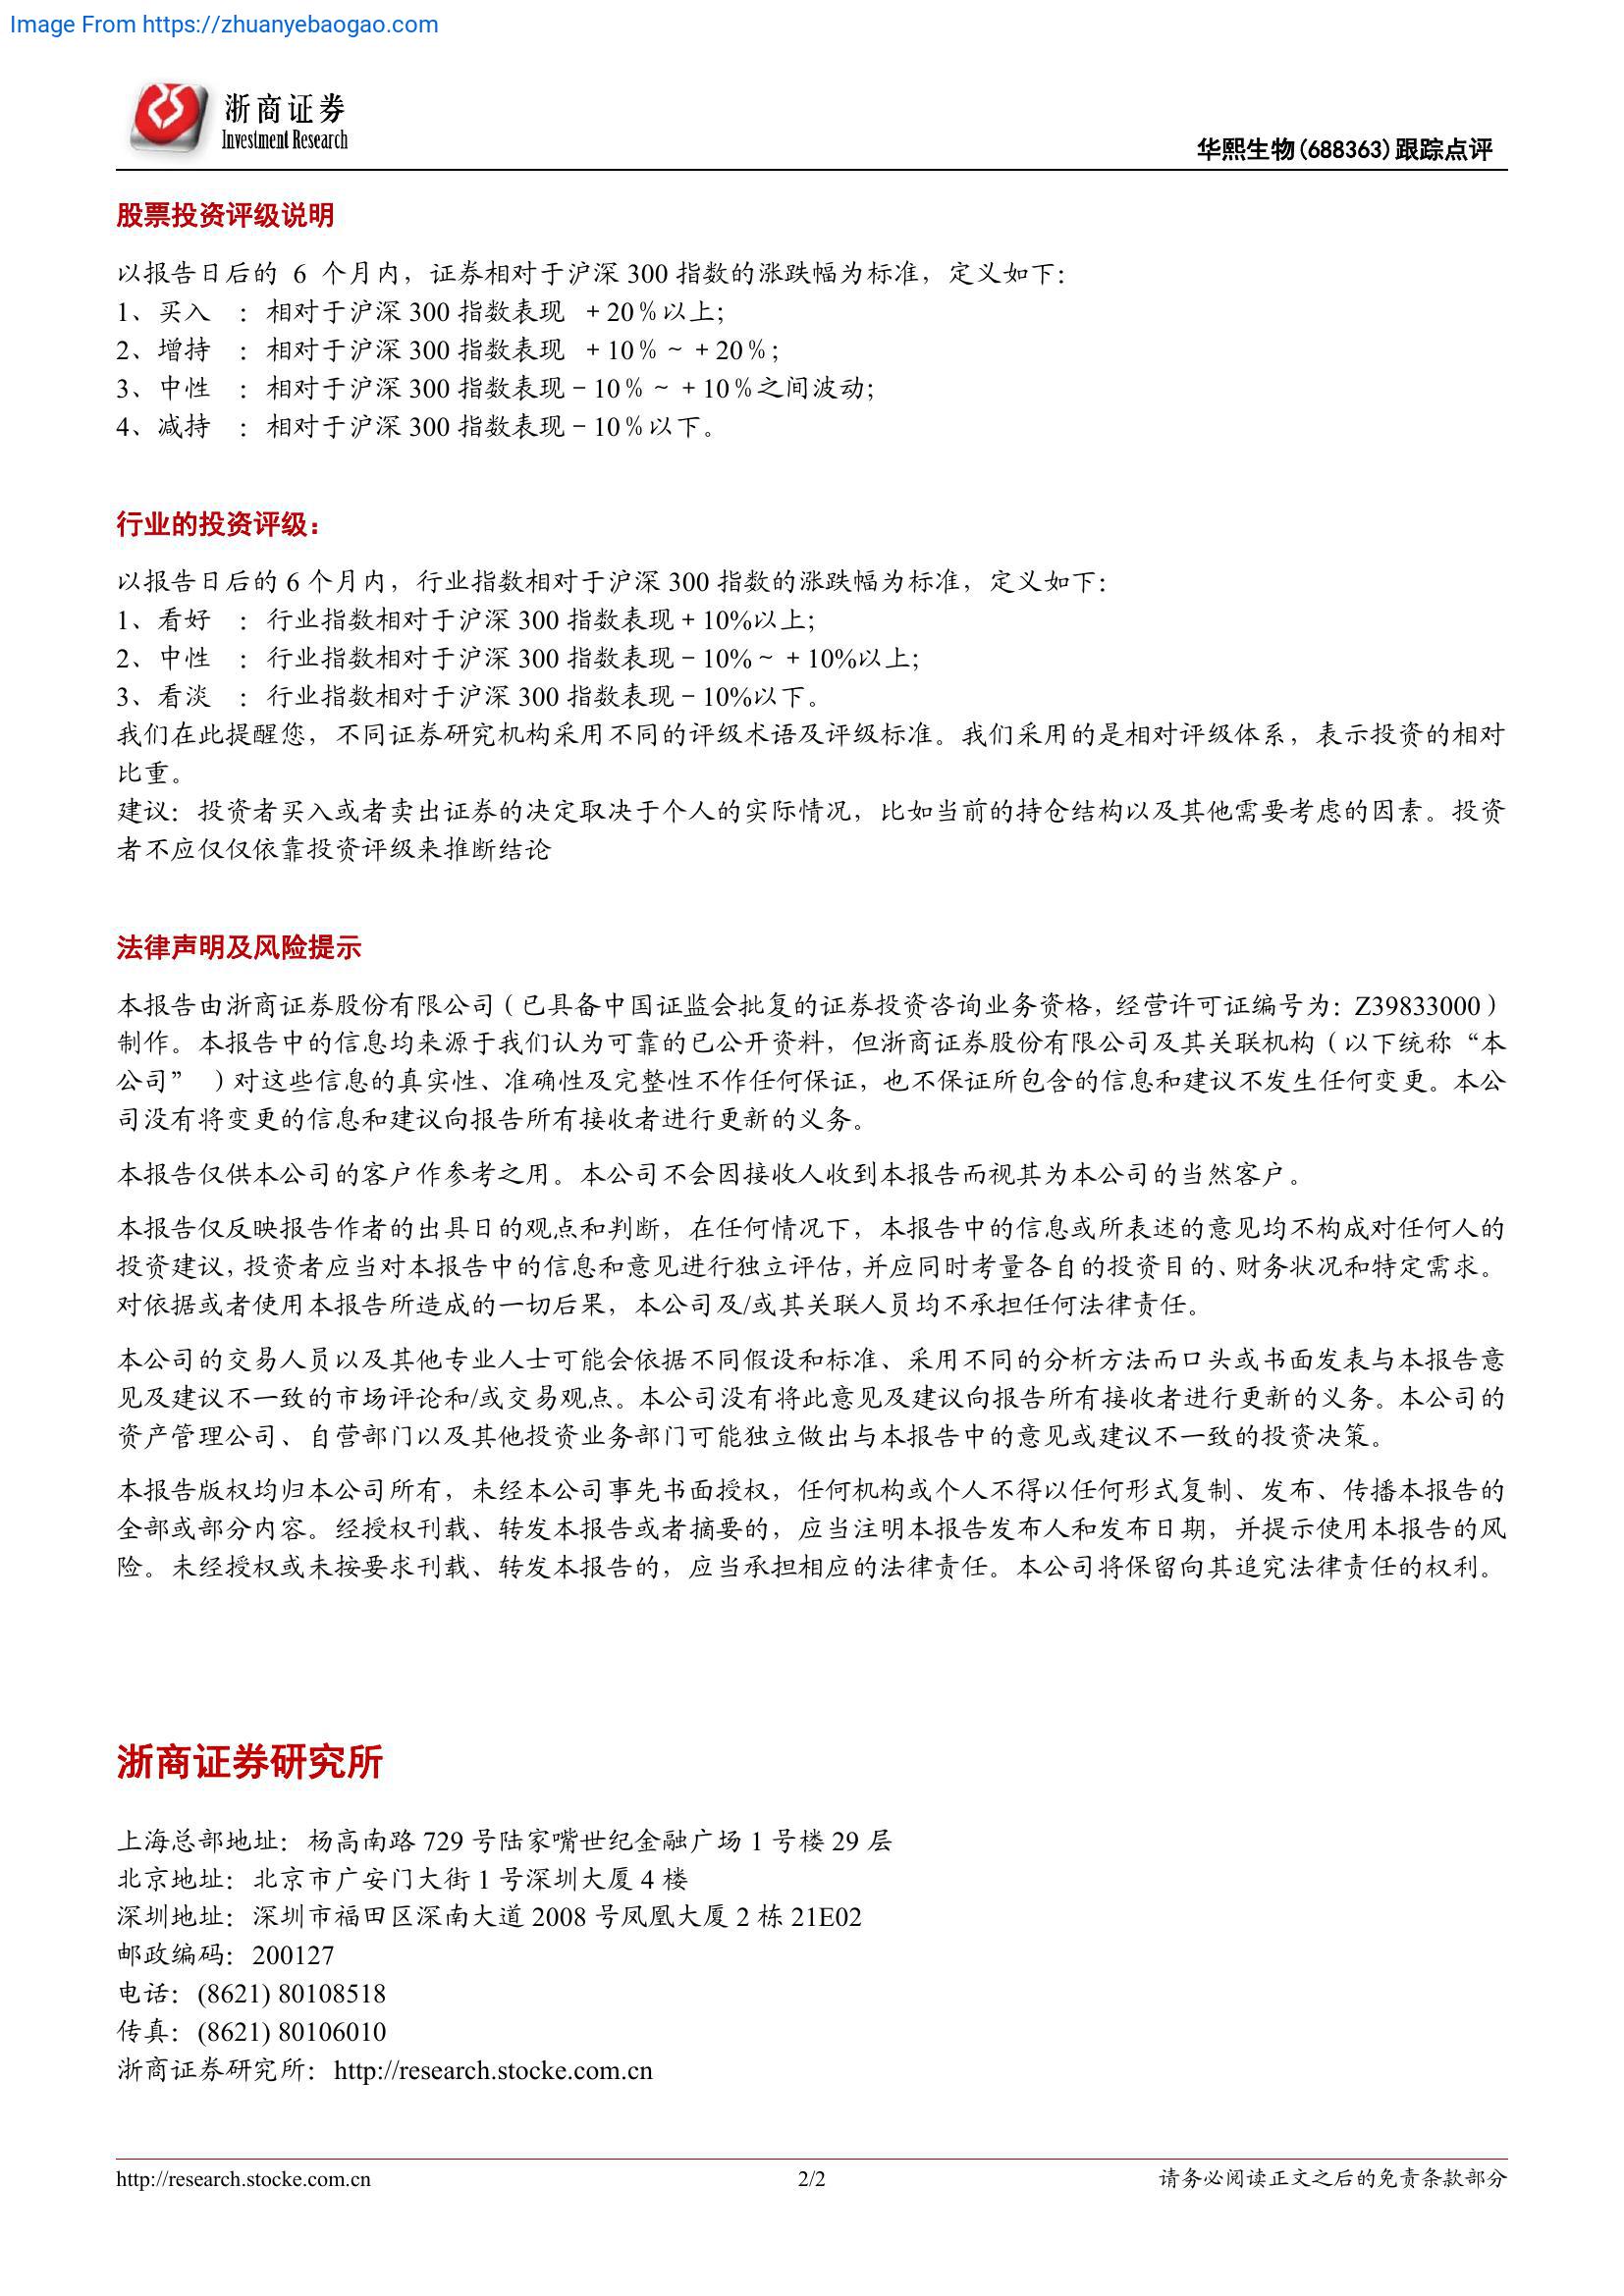 Image From https://zhuanyebaogao.com
浙商证券
Investment Research
华熙生物(688363)跟踪点评
股票投资评级说明
以报告日后的 6 个月内，证券相对于沪深 300 指数的涨跌幅为标准，定义如下：
1、买入 ：相对于沪深 300 指数表现 ＋20％以上；
2、增持 ：相对于沪深 300 指数表现 ＋10％～＋20％；
3、中性 ：相对于沪深 300 指数表现－10％～＋10％之间波动；
4、减持 ：相对于沪深 300 指数表现－10％以下。
行业的投资评级：
以报告日后的 6 个月内，行业指数相对于沪深 300 指数的涨跌幅为标准，定义如下：
1、看好 ：行业指数相对于沪深 300 指数表现＋10%以上；
2、中性 ：行业指数相对于沪深 300 指数表现－10%～＋10%以上；
3、看淡 ：行业指数相对于沪深 300 指数表现－10%以下。
我们在此提醒您，不同证券研究机构采用不同的评级术语及评级标准。我们采用的是相对评级体系，表示投资的相对
比重。
建议：投资者买入或者卖出证券的决定取决于个人的实际情况，比如当前的持仓结构以及其他需要考虑的因素。投资
者不应仅仅依靠投资评级来推断结论
法律声明及风险提示
本报告由浙商证券股份有限公司（已具备中国证监会批复的证券投资咨询业务资格，经营许可证编号为：Z39833000）
制作。本报告中的信息均来源于我们认为可靠的已公开资料，但浙商证券股份有限公司及其关联机构（以下统称“本
公司” ）对这些信息的真实性、准确性及完整性不作任何保证，也不保证所包含的信息和建议不发生任何变更。本公
司没有将变更的信息和建议向报告所有接收者进行更新的义务。
本报告仅供本公司的客户作参考之用。本公司不会因接收人收到本报告而视其为本公司的当然客户。
本报告仅反映报告作者的出具日的观点和判断，在任何情况下，本报告中的信息或所表述的意见均不构成对任何人的
投资建议，投资者应当对本报告中的信息和意见进行独立评估，并应同时考量各自的投资目的、财务状况和特定需求。
对依据或者使用本报告所造成的一切后果，本公司及/或其关联人员均不承担任何法律责任。
本公司的交易人员以及其他专业人士可能会依据不同假设和标准、采用不同的分析方法而口头或书面发表与本报告意
见及建议不一致的市场评论和/或交易观点。本公司没有将此意见及建议向报告所有接收者进行更新的义务。本公司的
资产管理公司、自营部门以及其他投资业务部门可能独立做出与本报告中的意见或建议不一致的投资决策。
本报告版权均归本公司所有，未经本公司事先书面授权，任何机构或个人不得以任何形式复制、发布、传播本报告的
全部或部分内容。经授权刊载、转发本报告或者摘要的，应当注明本报告发布人和发布日期，并提示使用本报告的风
险。未经授权或未按要求刊载、转发本报告的，应当承担相应的法律责任。本公司将保留向其追究法律责任的权利。
浙商证券研究所
上海总部地址：杨高南路 729 号陆家嘴世纪金融广场 1 号楼 29 层
北京地址：北京市广安门大街 1 号深圳大厦 4 楼
深圳地址：深圳市福田区深南大道 2008 号凤凰大厦 2 栋 21E02
邮政编码：200127
电话：(8621) 80108518
传真：(8621) 80106010
浙商证券研究所：http://research.stocke.com.cn
http://research.stocke.com.cn
2/2
请务必阅读正文之后的免责条款部分